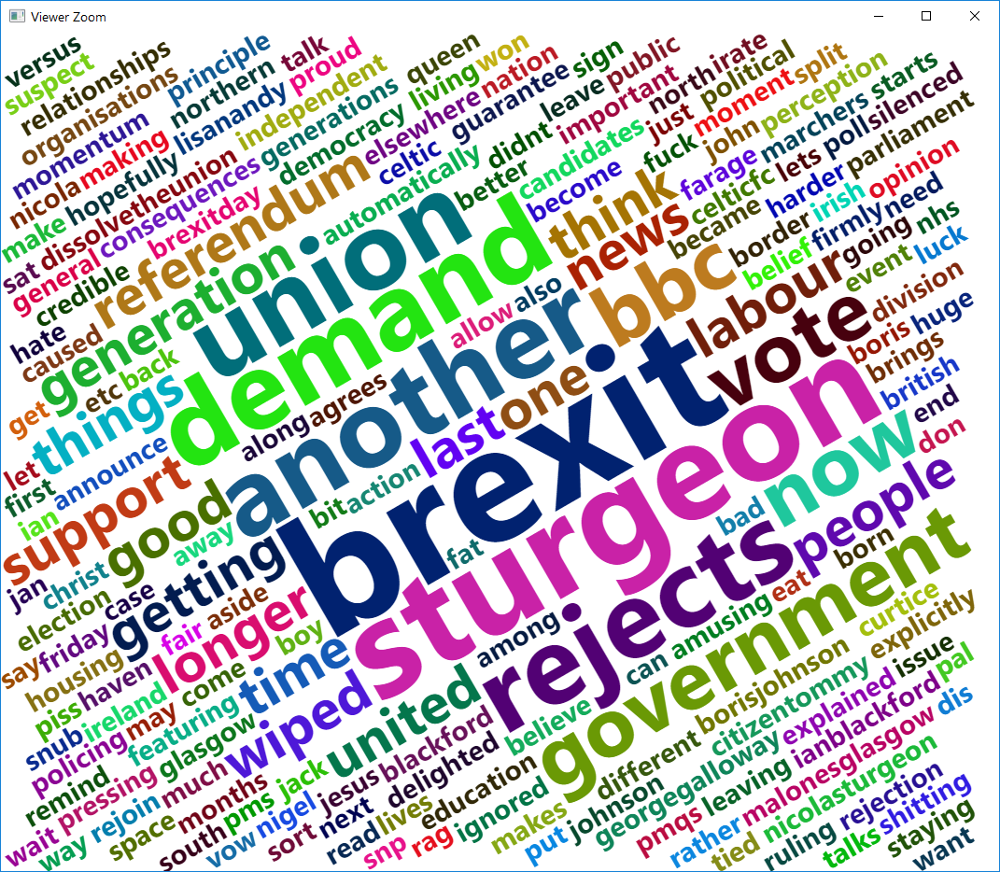 Viewer Zoom
versus
suspect
relationships
organisations
principle
northern
talk
proud
queen
living
won
nation
sign
public
irate
north
political
split
momentum
making
lisanandy
independent
generations
democracy
elsewhere
guarantee
leave
important
just
moment
john
perception
starts
marchers
poll
silenced
nicola
hopefully
dissolvetheunion
consequences
celtic
didnt
candidates
fuck
farage
celticfc
lets
parliament
make
brexitday
automatically
better
become
think
harder
opinion
sat
general
credible
referendum
union
demand
news
became
border
irish
belief
firmly
need
nhs
hate
caused
generation
also
allow
bbc
labour
going
event
luck
get
etc
back
things
another
along
agrees
one
last
vote
division
boris
huge
brings
let
first
announce
support
action
bit
brexit
sturgeon
british
end
don
ian
good
away
getting
fat
now
bad
people
jan
christ
election
case
fair
aside
longer
boy
among
rejects
born
eat
amusing
can
government
say
friday
housing
haven
come
time
wiped
united
believe
curtice
explicitly
piss
ireland
may
featuring
blackford
delighted
borisjohnson
different
citizentommy
explained
issue
pal
snub
policing
glasgow
much
jack
jesus
education
ignored
makes
johnson
georgegalloway
leaving
ianblackford
dis
remind
pressing
rejoin
months
pms
nigel
next
lives
read
rag
snp
put
pmqs
malonesglasgow
rather
nicolasturgeon
rejection
wait
way
space
south
vow
sort
tied
ruling
talks
shitting
staying
want